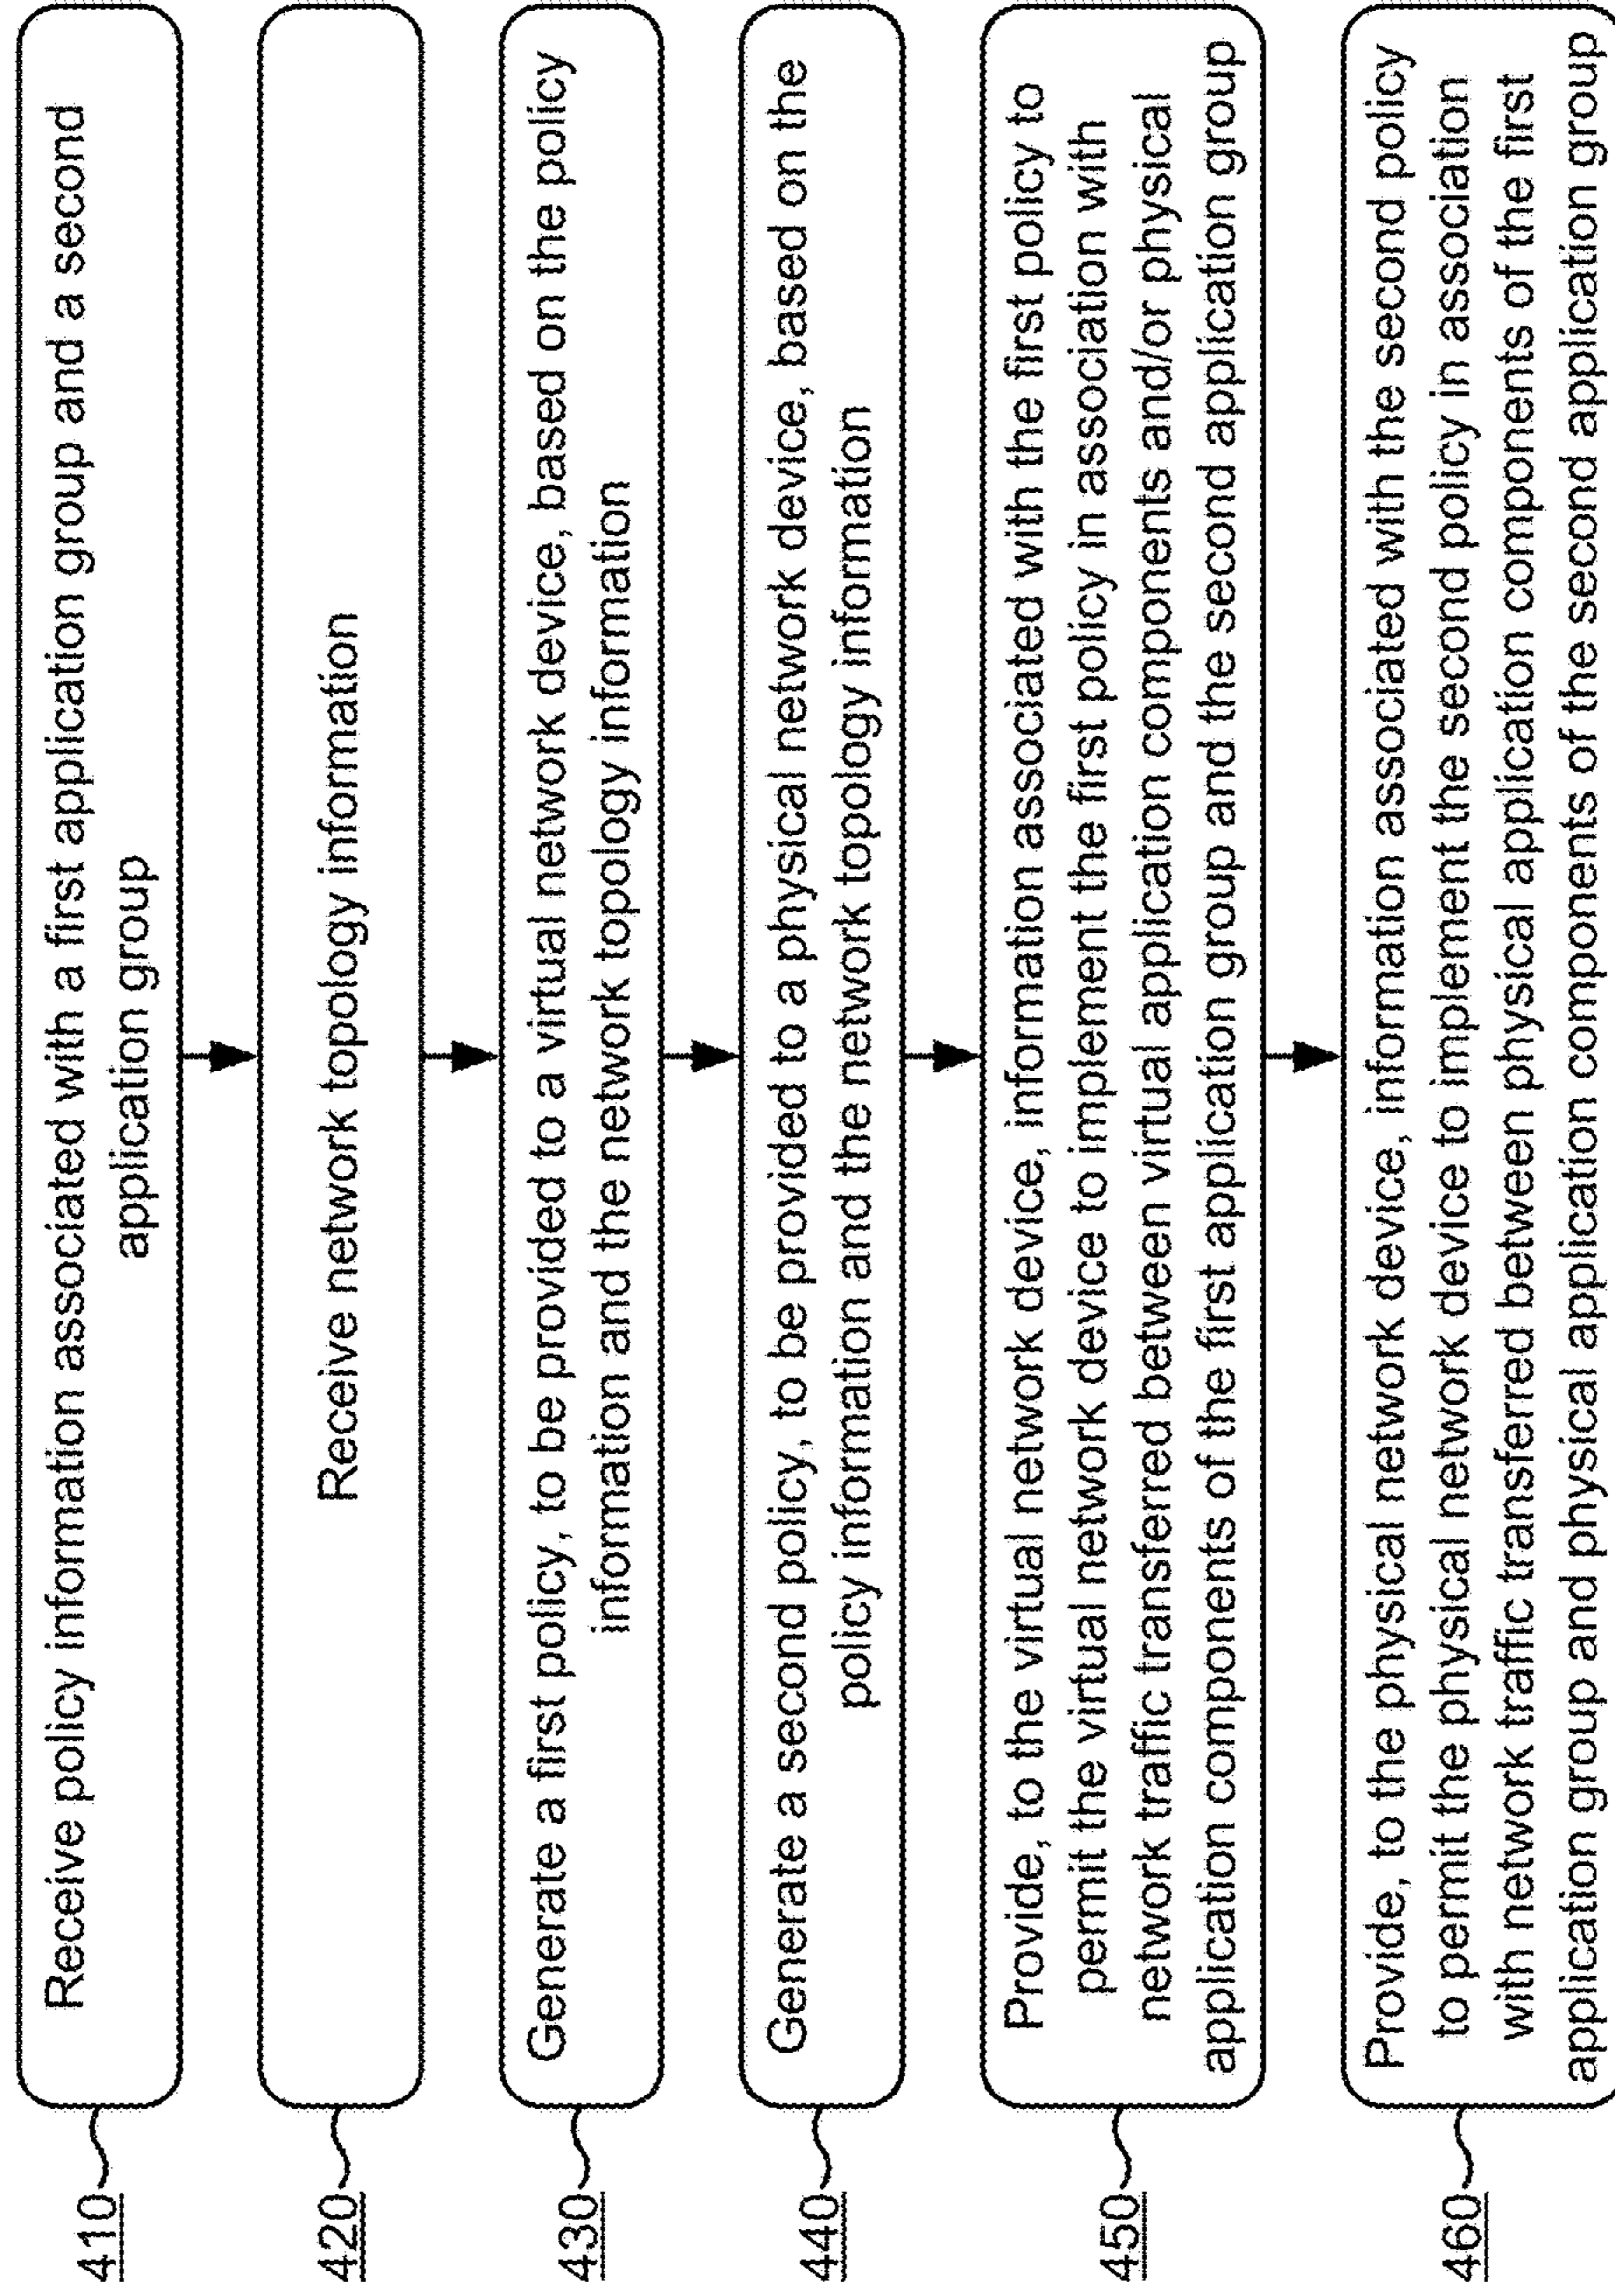 410
Receive policy information associated with a first application group and a second
application group
420
Receive network topology information
430
Generate a first policy, to be provided to a virtual network device, based on the policy
information and the network topology information
440
Generate a second policy, to be provided to a physical network device, based on the
policy information and the network topology information
450
Provide, to the virtual network device, information associated with the first policy to
permit the virtual network device to implement the first policy in association with
network traffic transferred between virtual application components and/or physical
application components of the first application group and the second application group
460
Provide, to the physical network device, information associated with the second policy
to permit the physical network device to implement the second policy in association
with network traffic transferred between physical application components of the first
application group and physical application components of the second application group